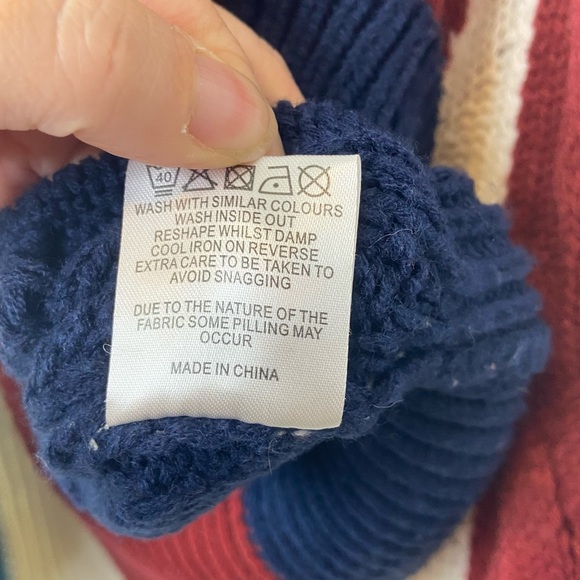 40
WASH WITH SIMILAR COLOURS
WASH INSIDE OUT
RESHAPE WHILST DAMP
COOL IRON ON REVERSE
EXTRA CARE TO BE TAKEN TO
AVOID SNAGGING
DUE TO THE NATURE OF THE
FABRIC SOME PILLING MAY
OCCUR
MADE IN CHINA